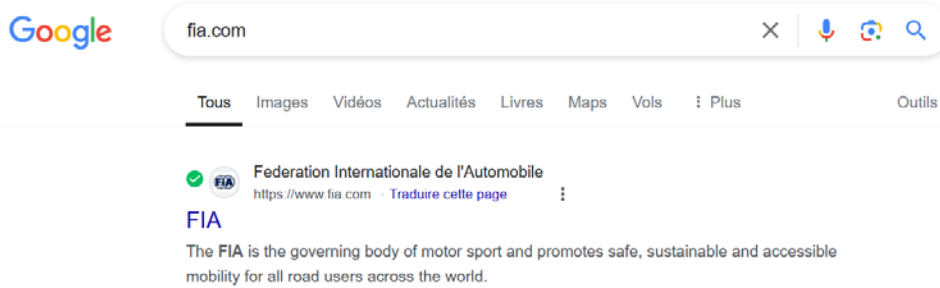 Google
fia.com
Tous Images Vidéos Actualités Livres Maps Vols Plus Outils
FIA
Federation Internationale de l'Automobile
https://www.fia.com · Traduire cette page
FIA
The FIA is the governing body of motor sport and promotes safe, sustainable and accessible
mobility for all road users across the world.